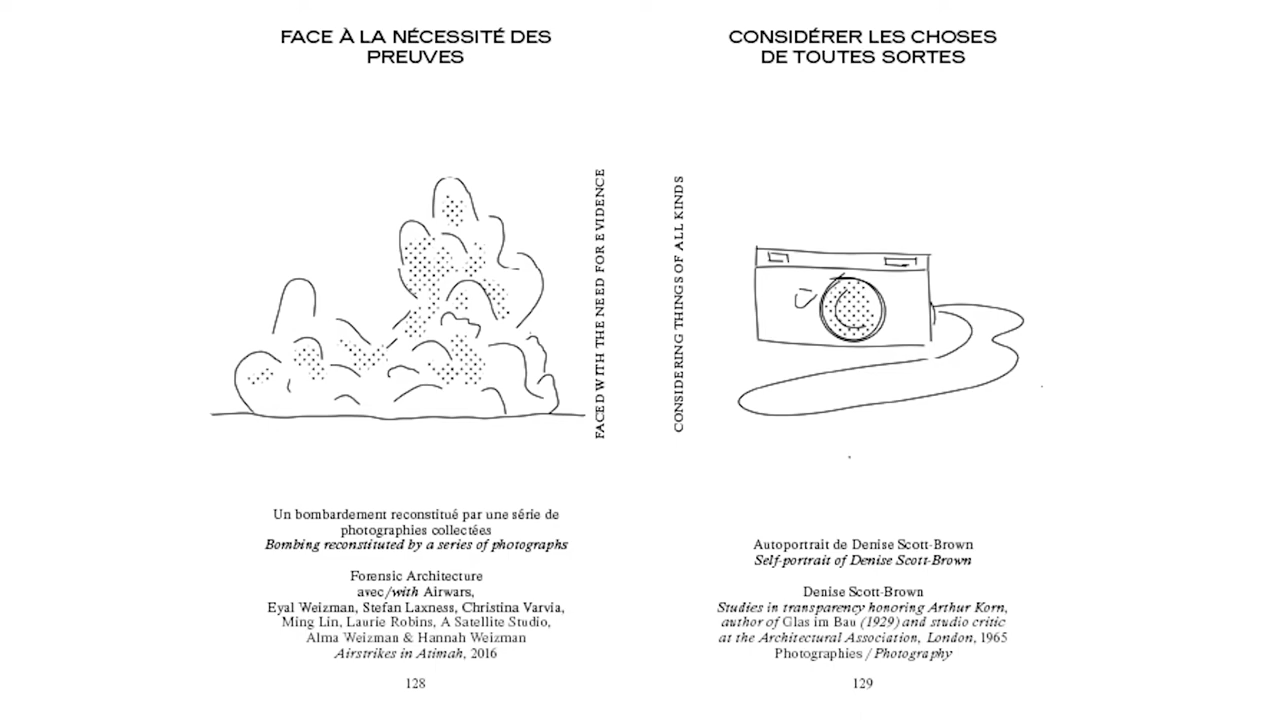 FACE À LA NÉCESSITÉ DES
PREUVES
FACED WITH THE NEED FOR EVIDENCE
Un bombardement reconstitué par une série de
photographies collectées
Bombing reconstituted by a series of photographs
Forensic Architecture
avec/with Airwars,
Eyal Weizman, Stefan Laxness, Christina Varvia,
Ming Lin, Laurie Robins, A Satellite Studio,
Alma Weizman & Hannah Weizman
Airstrikes in Atimah, 2016
128
CONSIDÉRER LES CHOSES
DE TOUTES SORTES
CONSIDERING THINGS OF ALL KINDS
Autoportrait de Denise Scott-Brown
Self-portrait of Denise Scott-Brown
Denise Scott-Brown
Studies in transparency honoring Arthur Korn,
author of Glas im Bau (1929) and studio critic
at the Architectural Association, London, 1965
Photographies / Photography
129